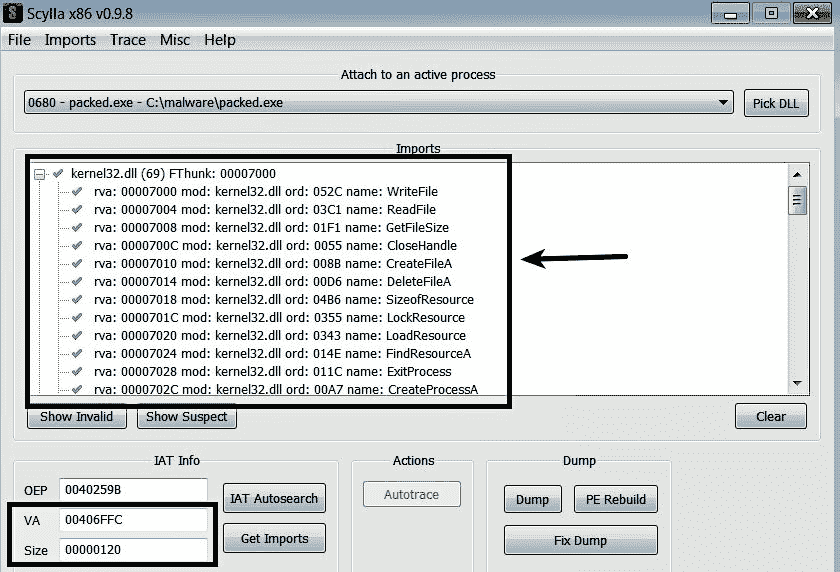 S Scylla x86 v0.9.8
File Imports Trace Misc Help
Attach to an active process
0680 - packed.exe - C:\malware\packed.exe Pick DLL
Imports
kernel32.dll (69) FThunk: 00007000
rva: 00007000 mod: kernel32.dll ord: 052C name: WriteFile
rva: 00007004 mod: kernel32.dll ord: 03C1 name: ReadFile
rva: 00007008 mod: kernel32.dll ord: 01F1 name: GetFileSize
rva: 0000700C mod: kernel32.dll ord: 0055 name: CloseHandle
rva: 00007010 mod: kernel32.dll ord: 008B name: CreateFileA
rva: 00007014 mod: kernel32.dll ord: 00D6 name: DeleteFileA
rva: 00007018 mod: kernel32.dll ord: 04B6 name: SizeofResource
rva: 0000701C mod: kernel32.dll ord: 0355 name: LockResource
rva: 00007020 mod: kernel32.dll ord: 0343 name: LoadResource
rva: 00007024 mod: kernel32.dll ord: 014E name: FindResourceA
rva: 00007028 mod: kernel32.dll ord: 011C name: ExitProcess
rva: 0000702C mod: kernel32.dll ord: 00A7 name: CreateProcessA
Show Invalid Show Suspect Clear
IAT Info Actions Dump
OEP 0040259B IAT Autosearch Autotrace Dump PE Rebuild
VA 00406FFC
Size 00000120 Get Imports Fix Dump